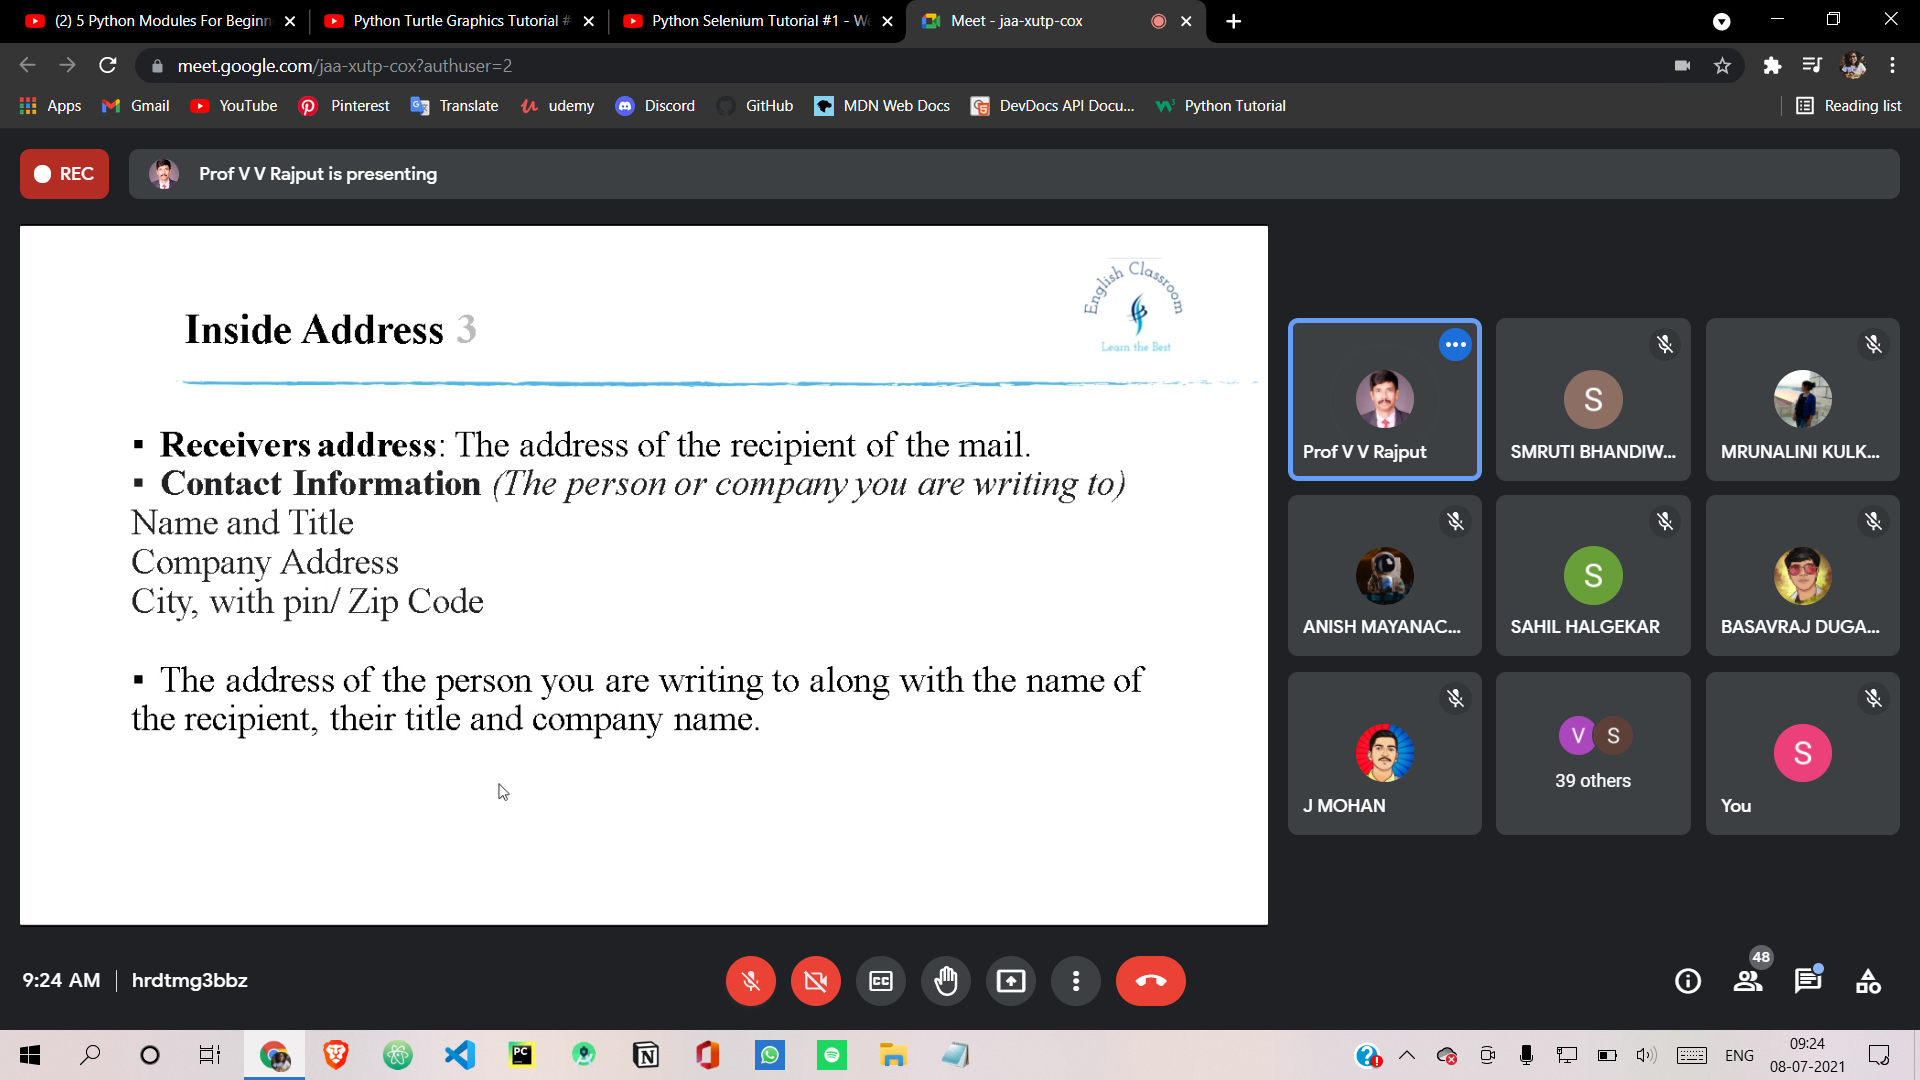 (2) 5 Python Modules For Beginn
Python Turtle Graphics Tutorial #
Python Selenium Tutorial #1 - We
Meet - jaa-xutp-cox
meet.google.com/jaa-xutp-cox?authuser=2
Apps
Gmail
YouTube
Pinterest
Translate
udemy
Discord
GitHub
MDN Web Docs
DevDocs API Docu...
Python Tutorial
Reading list
REC
Prof V V Rajput is presenting
English Classroom
Learn the Best
Inside Address 3
▪ Receivers address: The address of the recipient of the mail.
▪ Contact Information (The person or company you are writing to)
Name and Title
Company Address
City, with pin/ Zip Code
▪ The address of the person you are writing to along with the name of
the recipient, their title and company name.
Prof V V Rajput
S
SMRUTI BHANDIW...
MRUNALINI KULK...
ANISH MAYANAC...
S
SAHIL HALGEKAR
BASAVRAJ DUGA...
J MOHAN
V S
39 others
S
You
9:24 AM | hrdtmg3bbz
CC
48
PC
ENG
09:24
08-07-2021